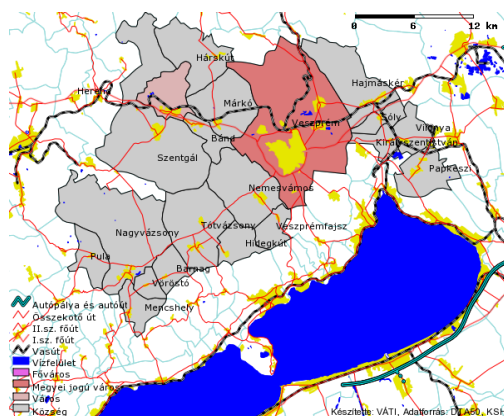 0 6 12 km
Hárskút
Hajmáskér
Herend
Márkó
Sóly
Veszprém
Vilonya
Bánd
Királyszentistván
Szentgál
Papkeszi
Nemesvámos
Tótvázsony
Veszprémfajsz
Nagyvázsony
Hidegkút
Pula
Barnag
Vöröstó
Mencshely
Autópálya és autóút
Összekötő út
II.sz. főút
I.sz. főút
Vasút
Vízfelület
Főváros
Megyei jogú város
Város
Község
Készítette: VÁTI, Adatforrás: DTA50, KSH